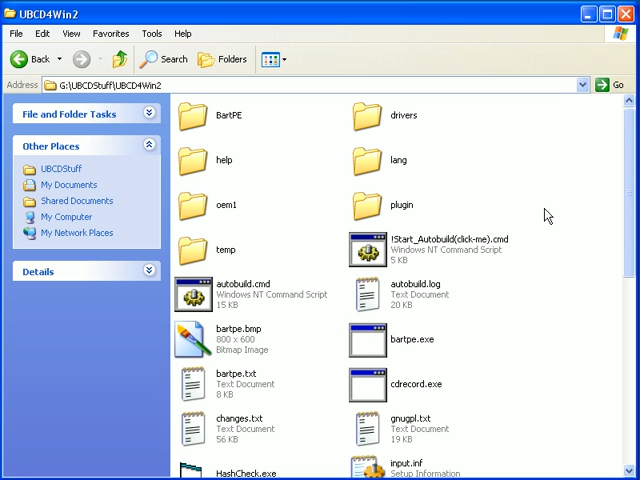 UBCD4Win2
File Edit View Favorites Tools Help
Back Search Folders
Address G:\UBCDStuff\UBCD4Win2 Go
File and Folder Tasks
Other Places
UBCDStuff
My Documents
Shared Documents
My Computer
My Network Places
Details
BartPE
drivers
help
lang
oem1
plugin
temp
!Start_Autobuild(click-me).cmd
Windows NT Command Script
5 KB
autobuild.cmd
Windows NT Command Script
15 KB
autobuild.log
Text Document
20 KB
bartpe.bmp
800 x 600
Bitmap Image
bartpe.exe
bartpe.txt
Text Document
8 KB
cdrecord.exe
changes.txt
Text Document
56 KB
gnugpl.txt
Text Document
19 KB
HashCheck.exe
input.inf
Setup Information